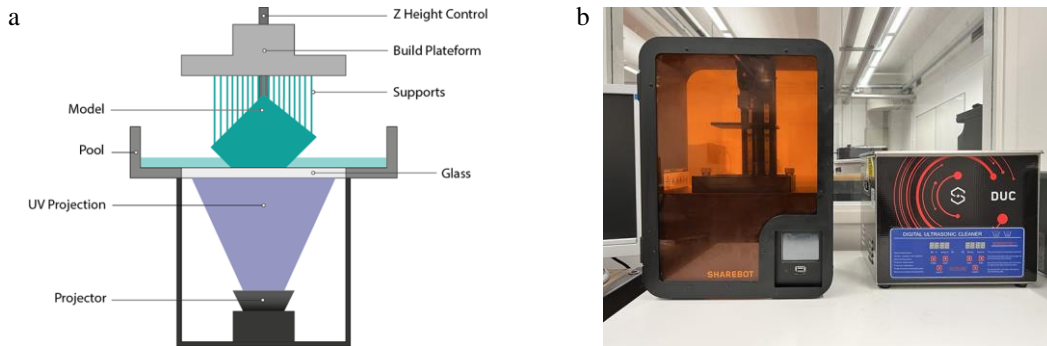 a
Z Height Control
Build Plateform
Supports
Model
Pool
Glass
UV Projection
Projector
b
SHAREBOT
DUC
DIGITAL ULTRASONIC CLEANER